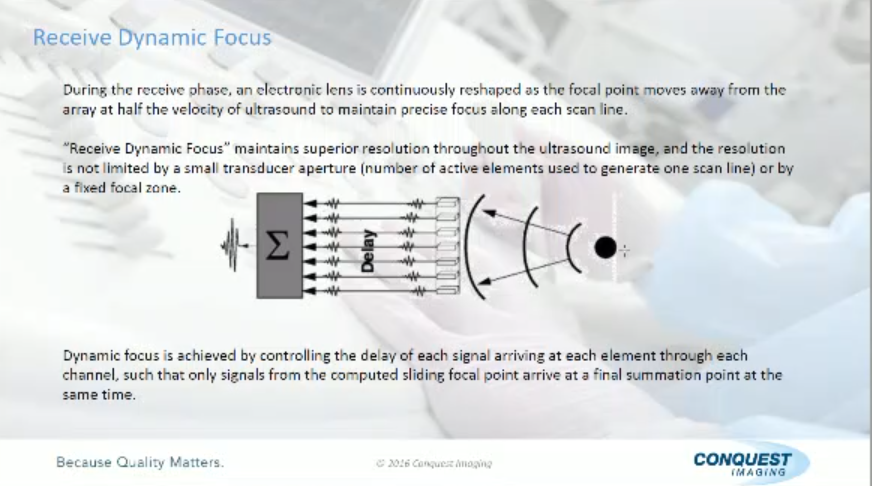 Receive Dynamic Focus
During the receive phase, an electronic lens is continuously reshaped as the focal point moves away from the
array at half the velocity of ultrasound to maintain precise focus along each scan line.
“Receive Dynamic Focus” maintains superior resolution throughout the ultrasound image, and the resolution
is not limited by a small transducer aperture (number of active elements used to generate one scan line) or by
a fixed focal zone.
Σ
Delay
Dynamic focus is achieved by controlling the delay of each signal arriving at each element through each
channel, such that only signals from the computed sliding focal point arrive at a final summation point at the
same time.
Because Quality Matters.
© 2016 Conquest Imaging
CONQUEST
IMAGING